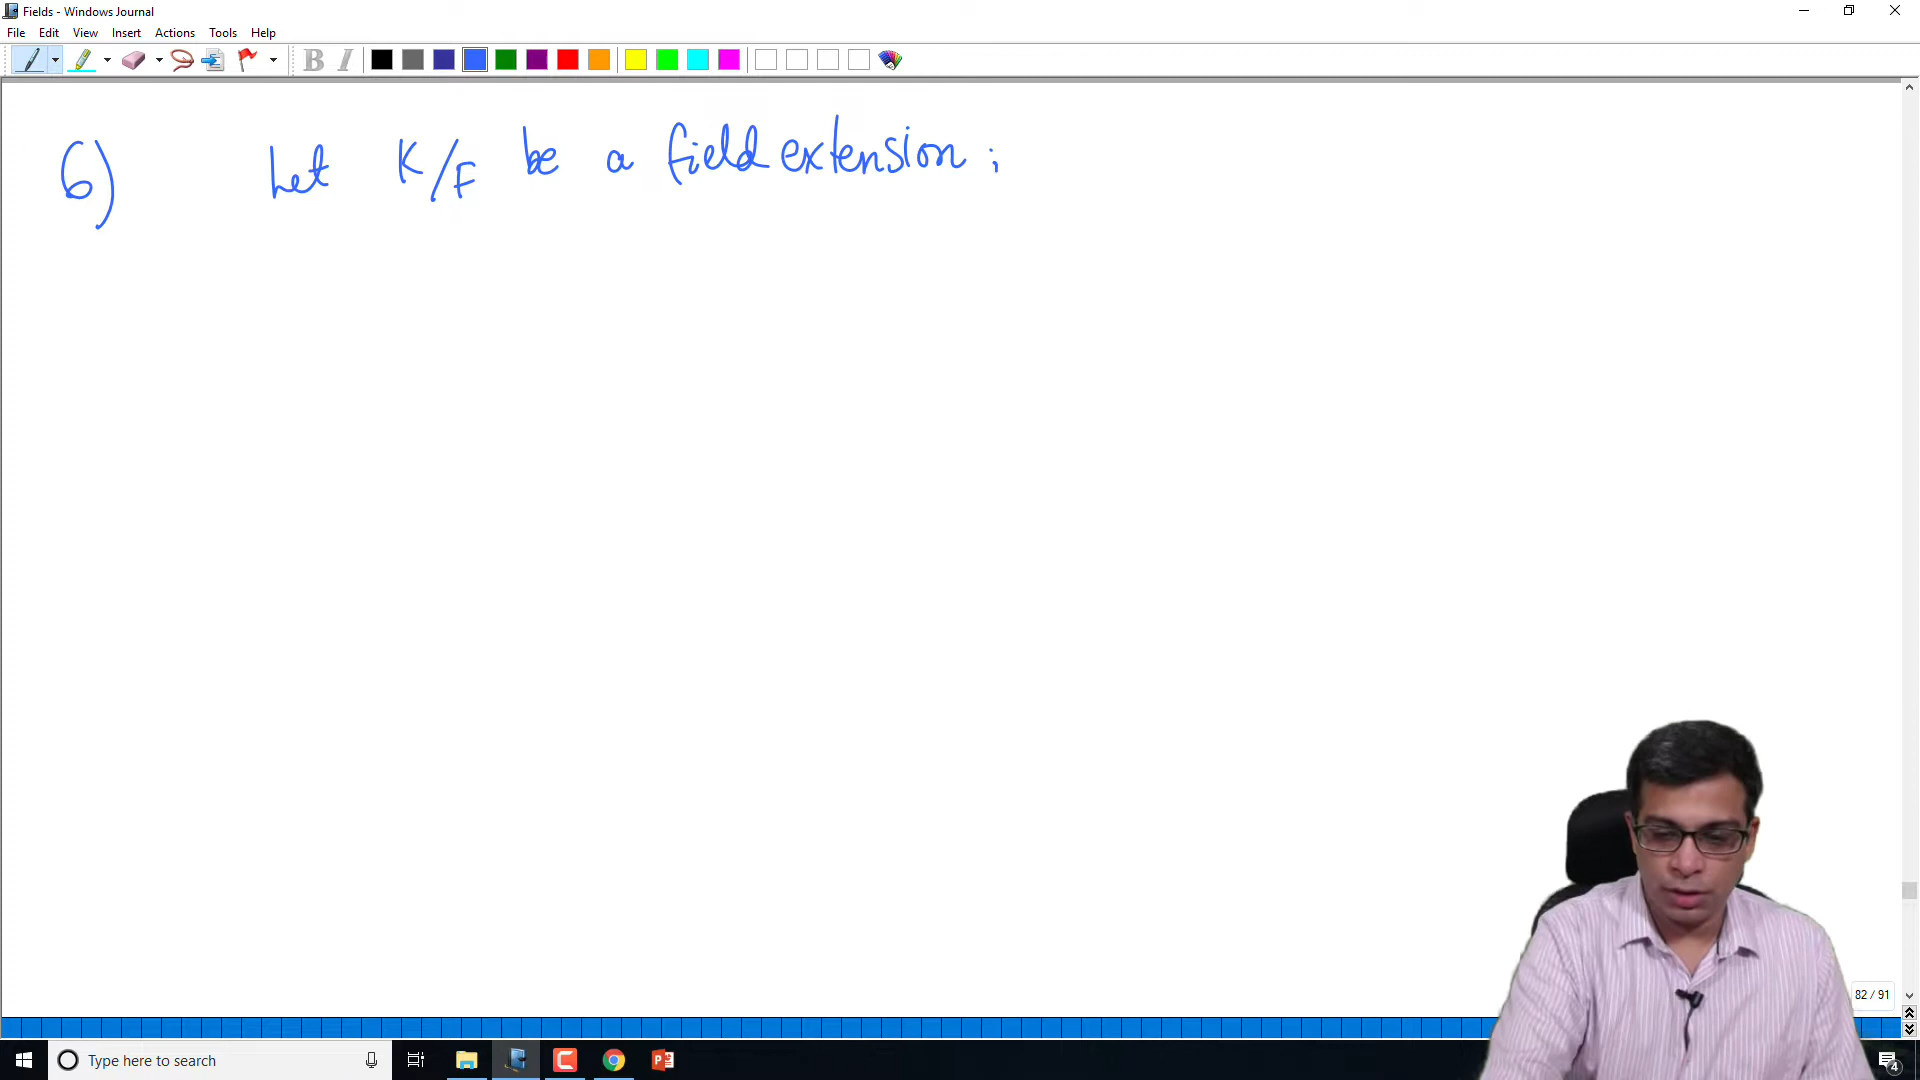 Fields - Windows Journal
File Edit View Insert Actions Tools Help
B I
6) Let K/F be a field extension ;
82 / 91
Type here to search
4